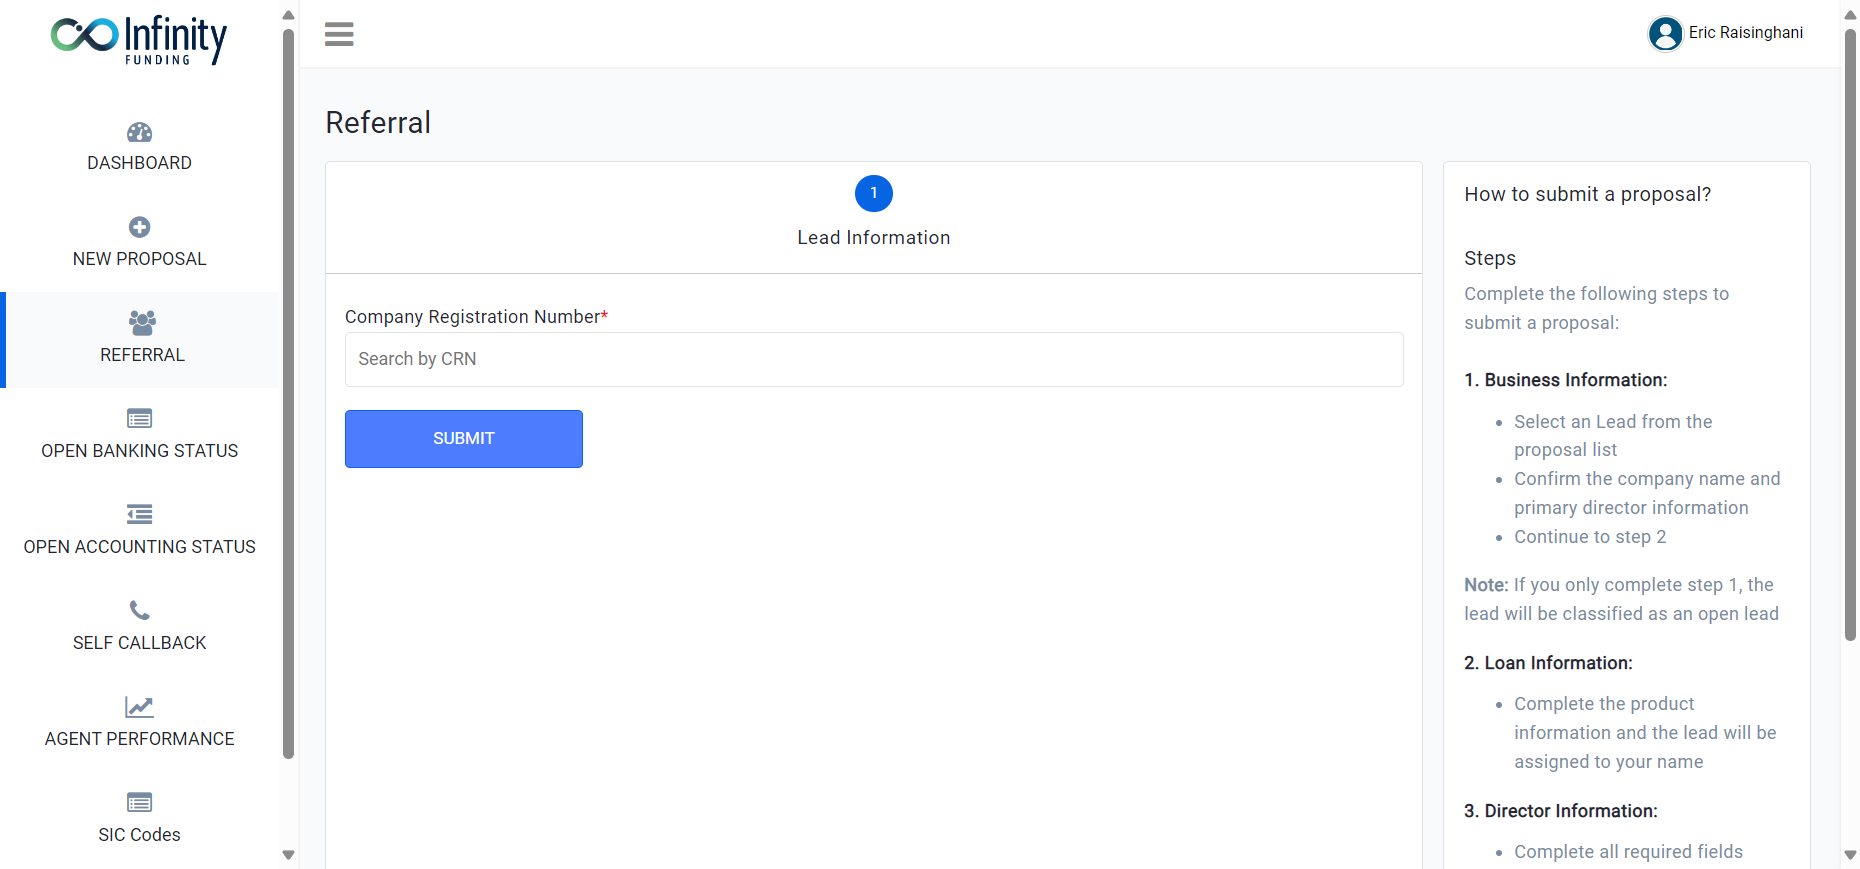 Infinity
FUNDING
DASHBOARD
NEW PROPOSAL
REFERRAL
OPEN BANKING STATUS
OPEN ACCOUNTING STATUS
SELF CALLBACK
AGENT PERFORMANCE
SIC Codes
Eric Raisinghani
Referral
1
Lead Information
Company Registration Number*
Search by CRN
SUBMIT
How to submit a proposal?
Steps
Complete the following steps to
submit a proposal:
1. Business Information:
• Select an Lead from the
proposal list
• Confirm the company name and
primary director information
• Continue to step 2
Note: If you only complete step 1, the
lead will be classified as an open lead
2. Loan Information:
• Complete the product
information and the lead will be
assigned to your name
3. Director Information:
• Complete all required fields